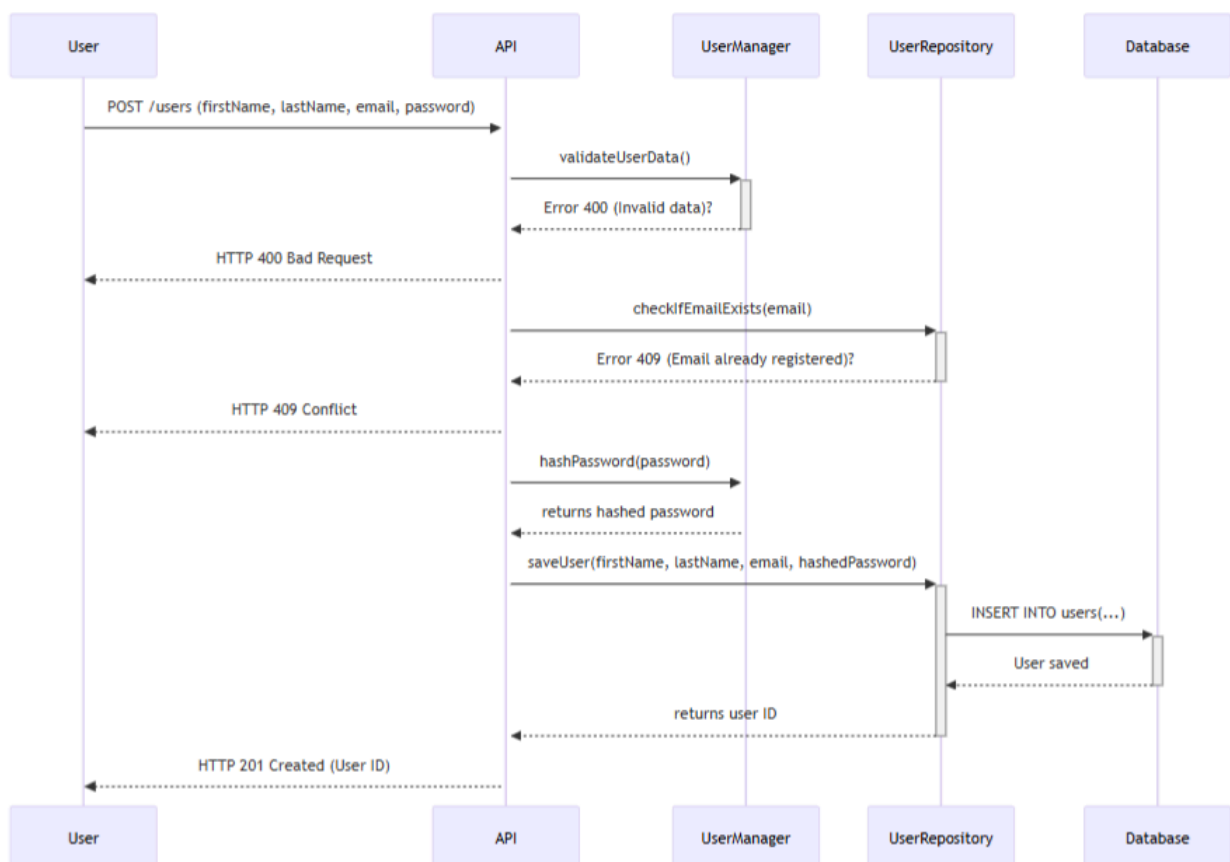 User
API
UserManager
UserRepository
Database
POST /users (firstName, lastName, email, password)
validateUserData()
Error 400 (Invalid data)?
HTTP 400 Bad Request
checkIfEmailExists(email)
Error 409 (Email already registered)?
HTTP 409 Conflict
hashPassword(password)
returns hashed password
saveUser(firstName, lastName, email, hashedPassword)
INSERT INTO users(...)
User saved
returns user ID
HTTP 201 Created (User ID)
User
API
UserManager
UserRepository
Database